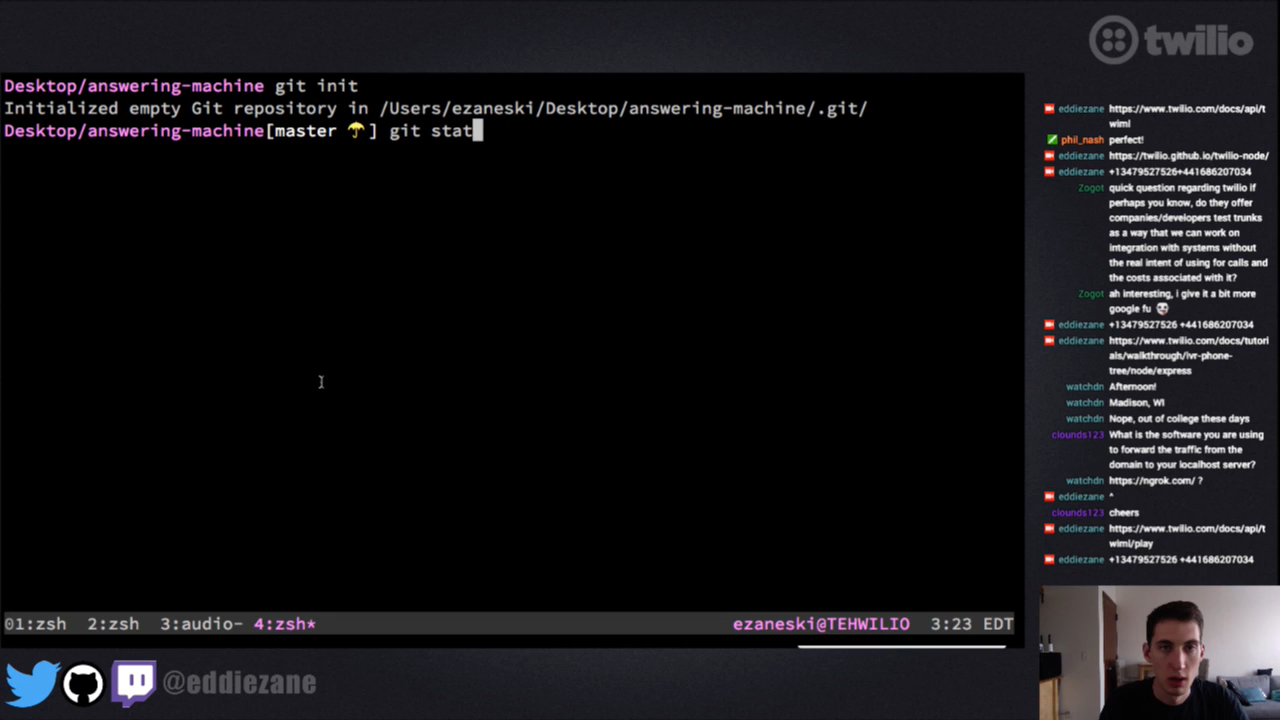 twilio
Desktop/answering-machine git init
Initialized empty Git repository in /Users/ezaneski/Desktop/answering-machine/.git/
Desktop/answering-machine[master ☂] git stat
eddiezane https://www.twilio.com/docs/api/t
wiml
phil_nash perfect!
eddiezane https://twilio.github.io/twilio-node/
eddiezane +13479527526+441686207034
Zogot quick question regarding twilio if
perhaps you know, do they offer
companies/developers test trunks
as a way that we can work on
integration with systems without
the real intent of using for calls and
the costs associated with it?
Zogot ah interesting, i give it a bit more
google fu
eddiezane +13479527526 +441686207034
eddiezane https://www.twilio.com/docs/tutori
als/walkthrough/ivr-phone-
tree/node/express
watchdn Afternoon!
watchdn Madison, WI
watchdn Nope, out of college these days
clounds123 What is the software you are using
to forward the traffic from the
domain to your localhost server?
watchdn https://ngrok.com/ ?
eddiezane ^
clounds123 cheers
eddiezane https://www.twilio.com/docs/api/t
wiml/play
eddiezane +13479527526 +441686207034
01:zsh 2:zsh 3:audio- 4:zsh* ezaneski@TEHWILIO 3:23 EDT
@eddiezane